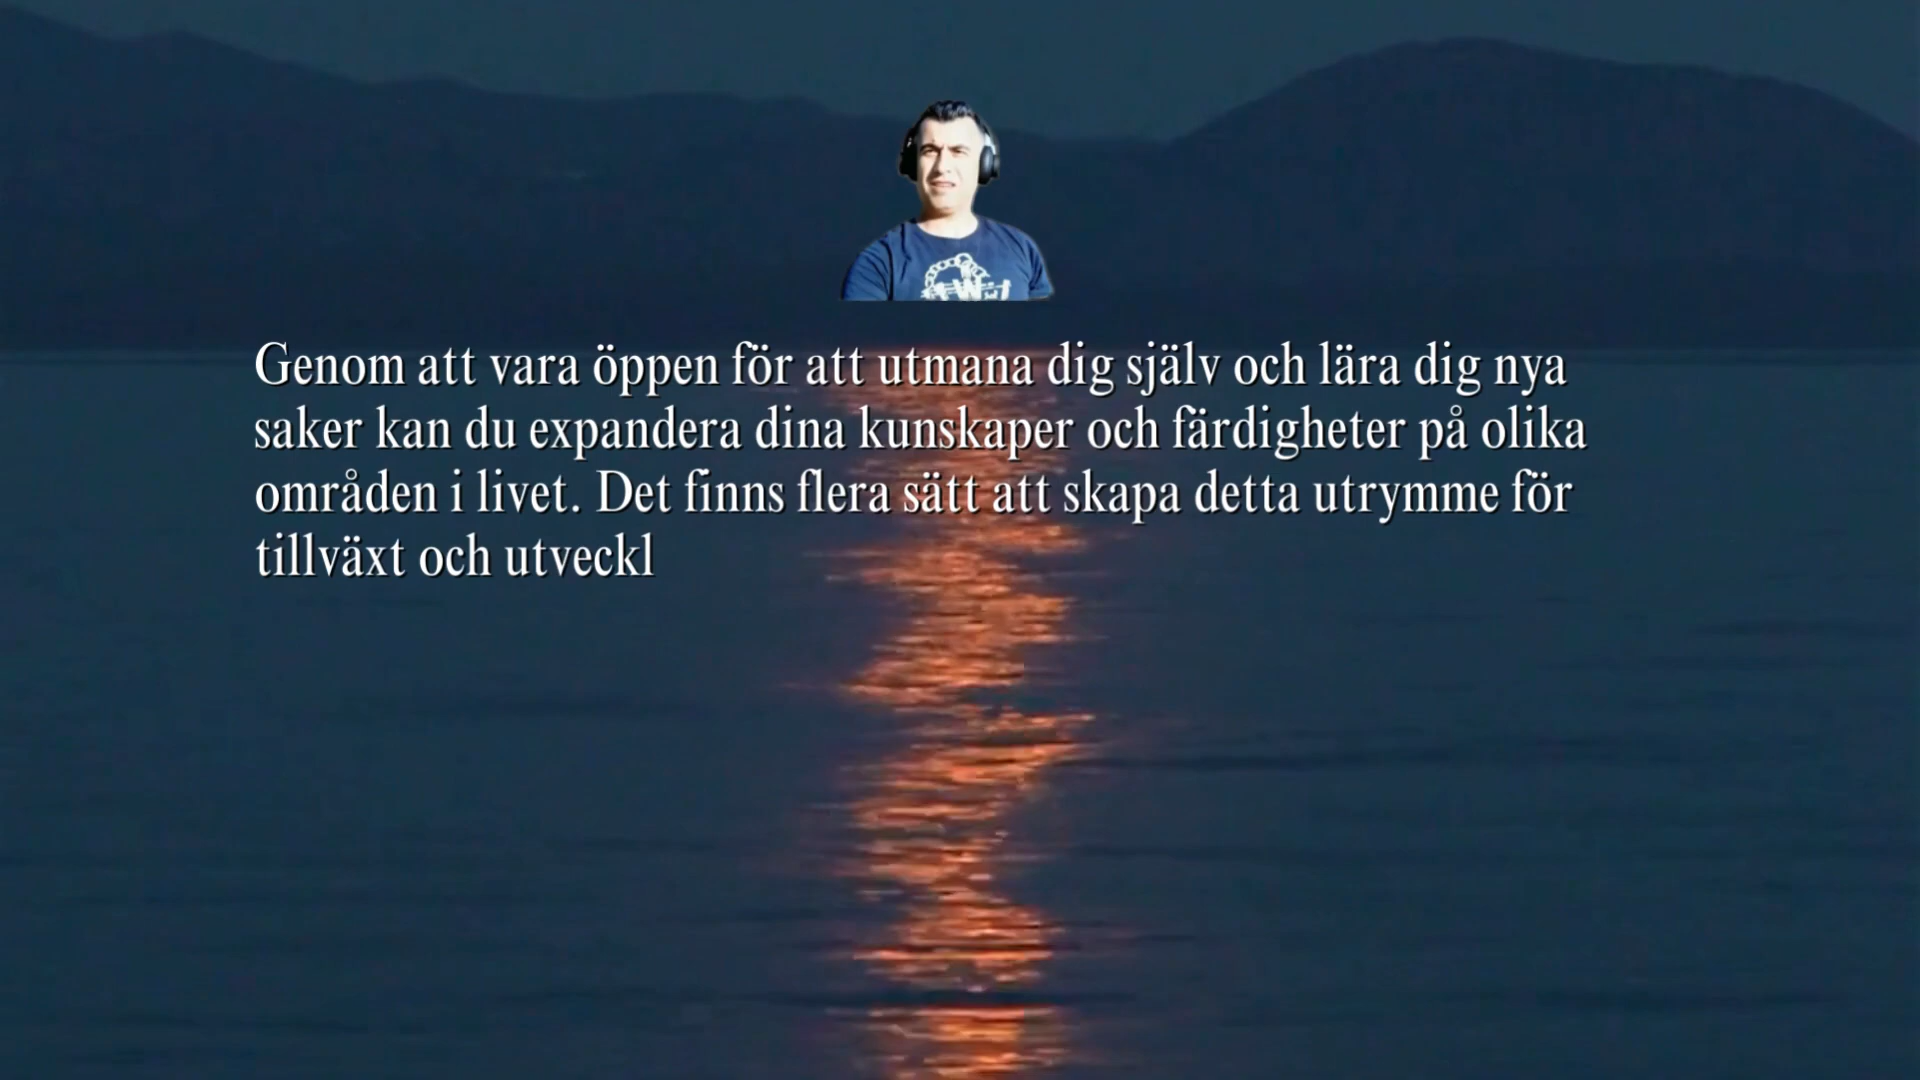 Genom att vara öppen för att utmana dig själv och lära dig nya
saker kan du expandera dina kunskaper och färdigheter på olika
områden i livet. Det finns flera sätt att skapa detta utrymme för
tillväxt och utveckl